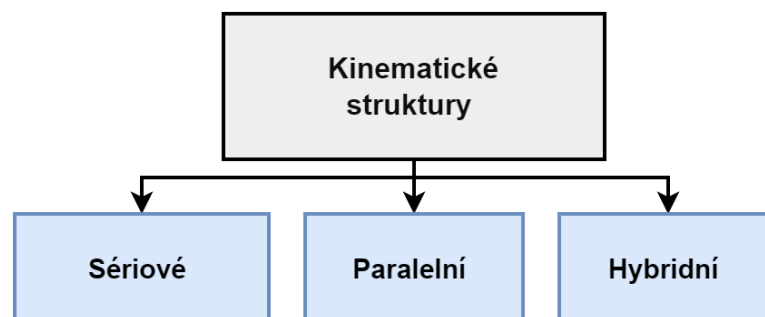 Kinematické
struktury
Sériové
Paralelní
Hybridní